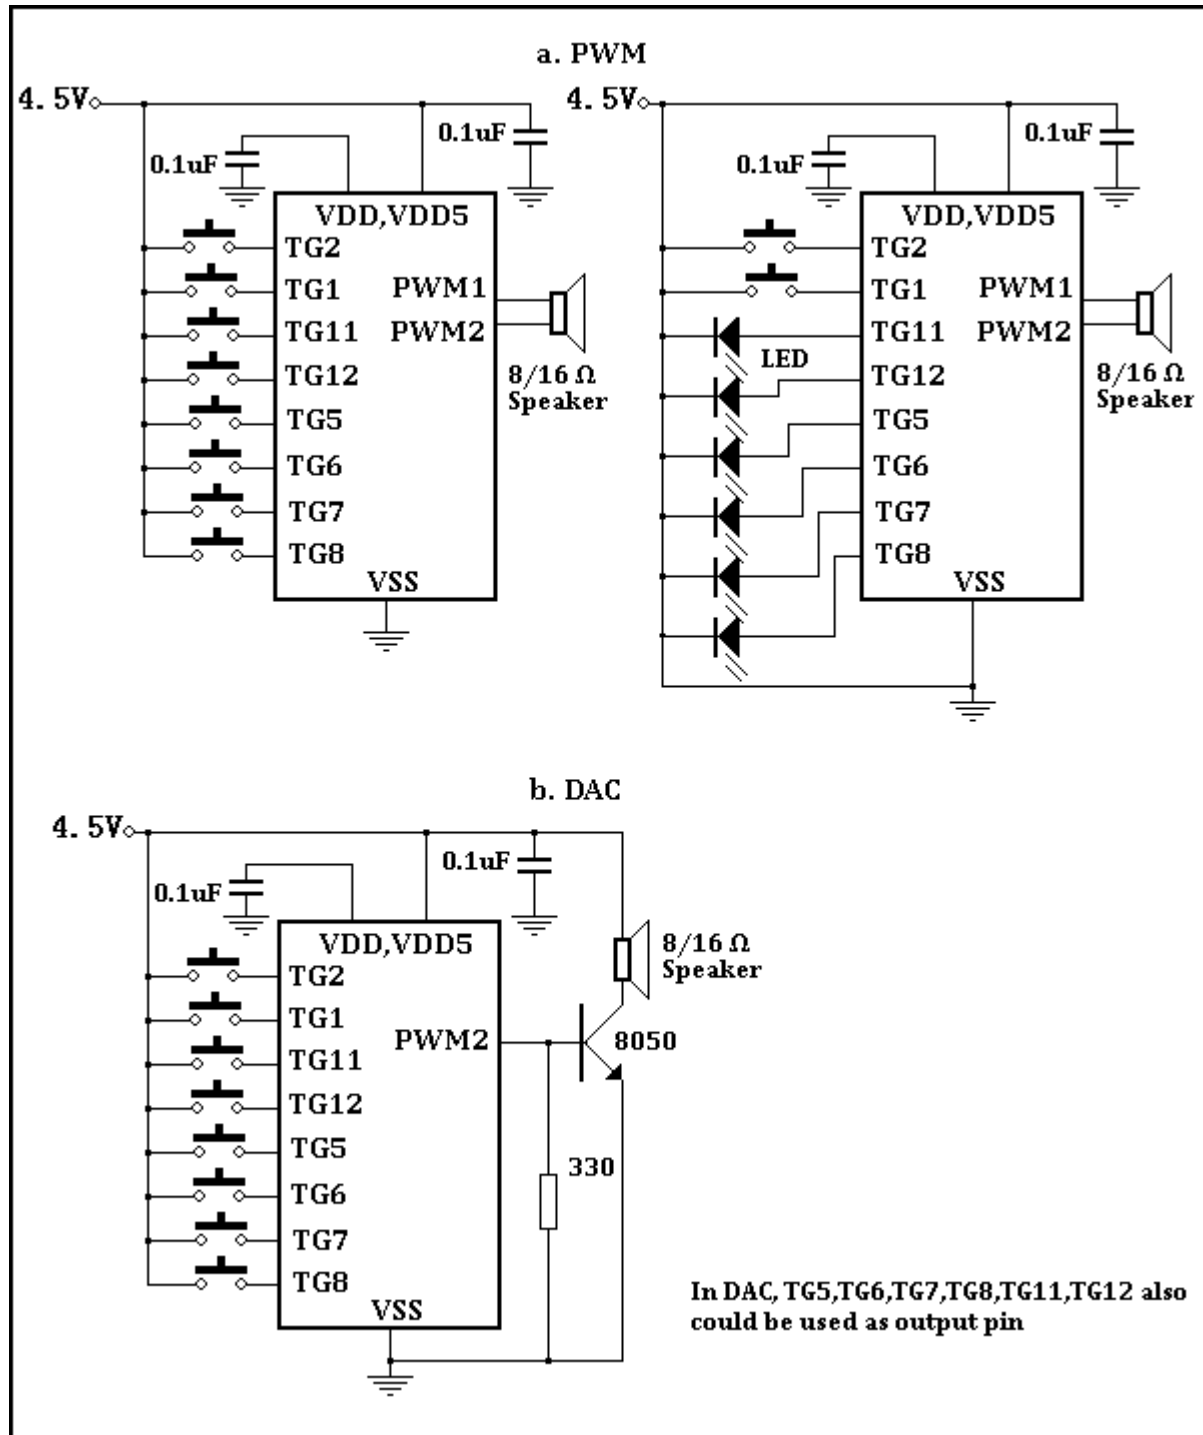 a. PWM
4.5V
0.1uF
0.1uF
VDD,VDD5
TG2
TG1
TG11
TG12
TG5
TG6
TG7
TG8
PWM1
PWM2
VSS
8/16 Ω
Speaker
4.5V
0.1uF
0.1uF
VDD,VDD5
TG2
TG1
TG11
TG12
TG5
TG6
TG7
TG8
LED
PWM1
PWM2
VSS
8/16 Ω
Speaker
b. DAC
4.5V
0.1uF
0.1uF
VDD,VDD5
TG2
TG1
TG11
TG12
TG5
TG6
TG7
TG8
PWM2
VSS
8/16 Ω
Speaker
8050
330
In DAC, TG5,TG6,TG7,TG8,TG11,TG12 also
could be used as output pin